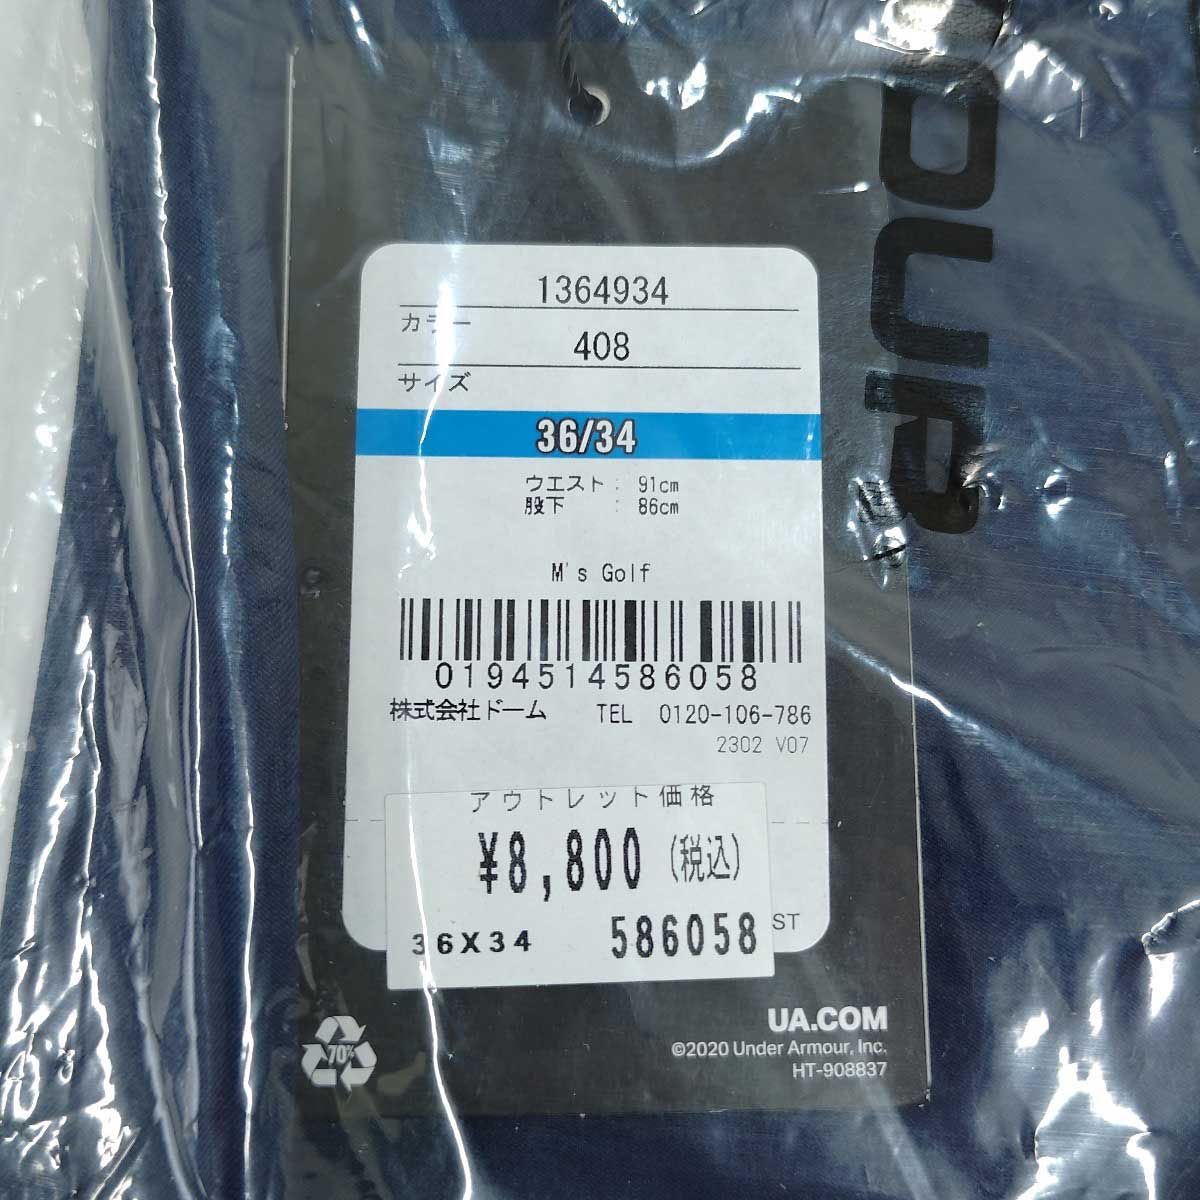 1364934
カラー
408
サイズ
36/34
ウエスト : 91cm
股下 : 86cm
M's Golf
0194514586058
株式会社ドーム TEL 0120-106-786
2302 V07
アウトレット価格
¥8,800 (税込)
36X34 586058
ST
70%
UA.COM
©2020 Under Armour, Inc.
HT-908837
OUR